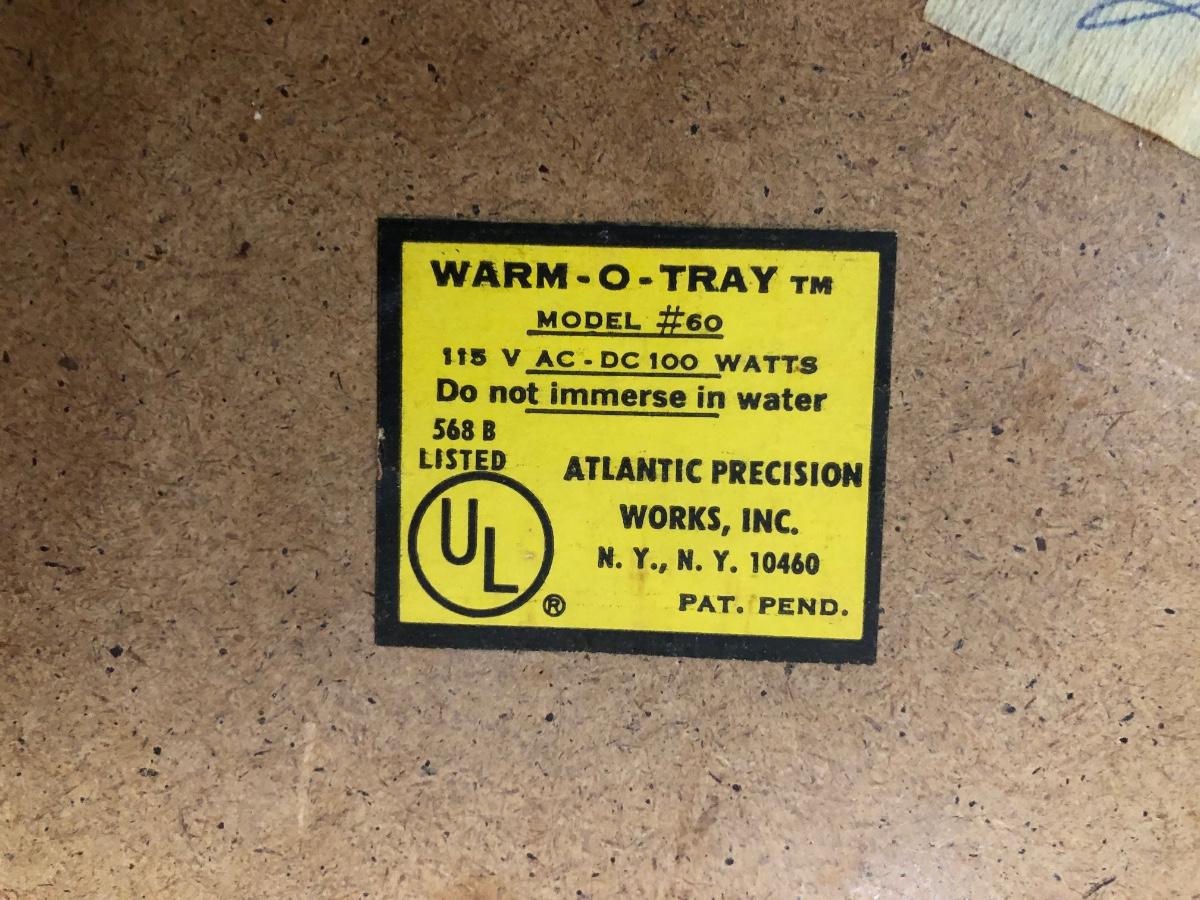 WARM-O-TRAY TM
MODEL #60
115 V AC-DC 100 WATTS
Do not immerse in water
568 B
LISTED
UL
®
ATLANTIC PRECISION
WORKS, INC.
N. Y., N. Y. 10460
PAT. PEND.